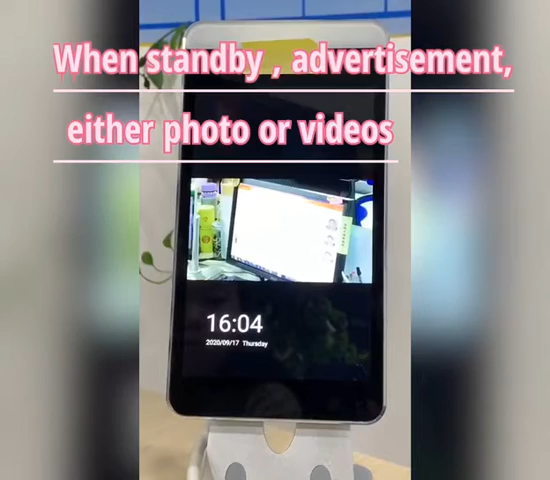 When standby , advertisement,
either photo or videos
16:04
2020/09/17 Thursday